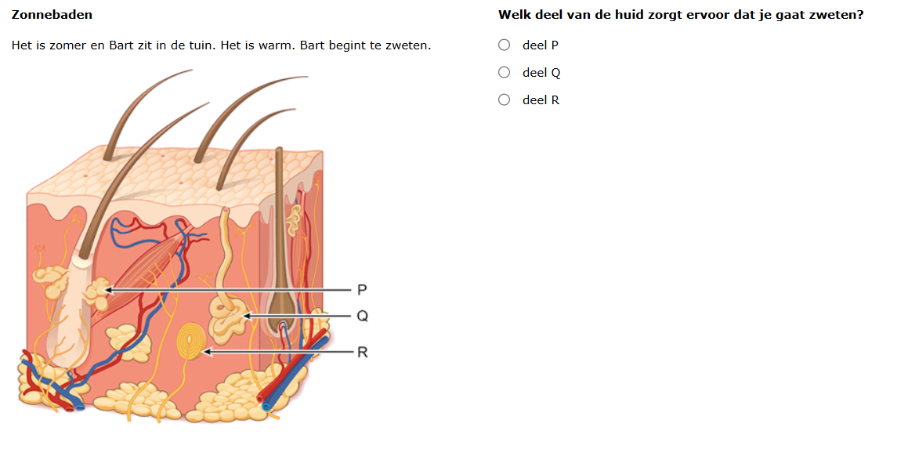 Zonnebaden
Het is zomer en Bart zit in de tuin. Het is warm. Bart begint te zweten.
P
Q
R
Welk deel van de huid zorgt ervoor dat je gaat zweten?
deel P
deel Q
deel R